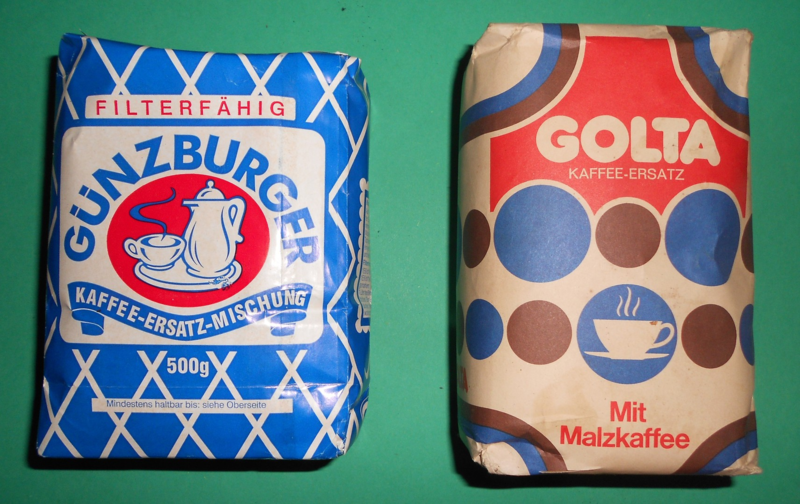 FILTERFÄHIG
GÜNZBURGER
KAFFEE-ERSATZ-MISCHUNG
500g
Mindestens haltbar bis: siehe Oberseite
GOLTA
KAFFEE-ERSATZ
Mit
Malzkaffee